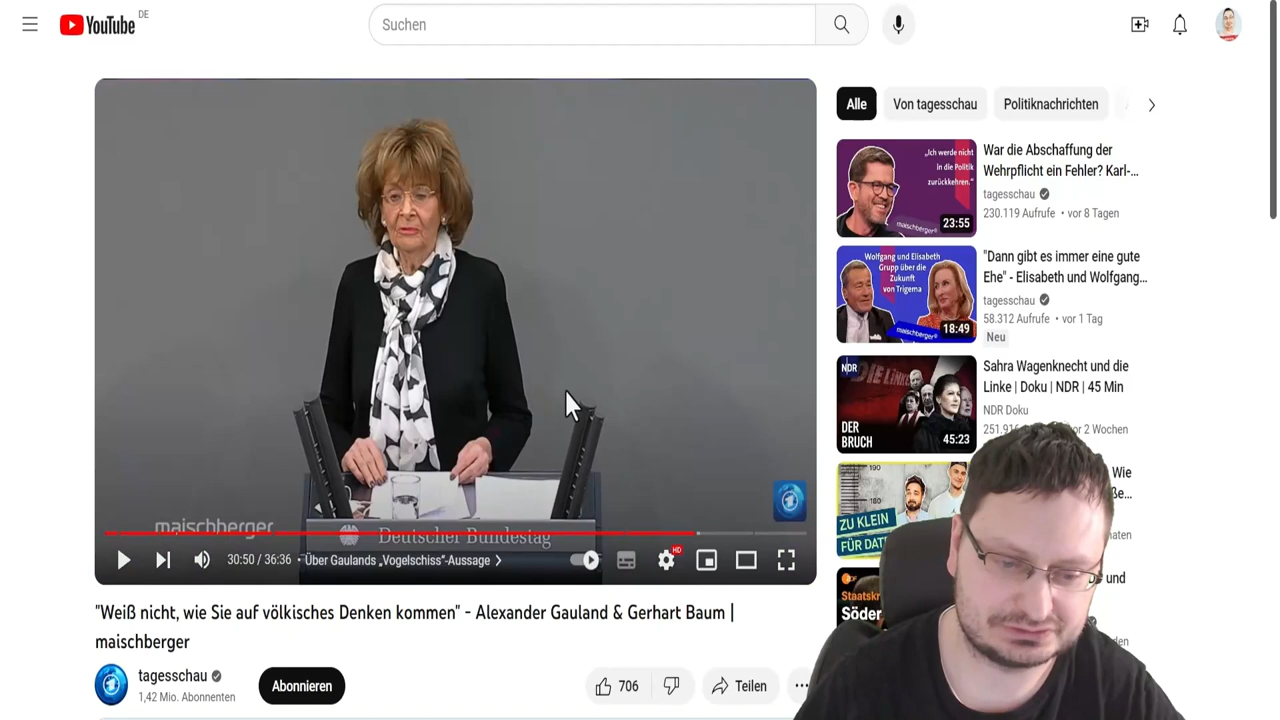 YouTube
DE
Suchen
maischberger
Deutscher Bundestag
30:50 / 36:36 • Über Gaulands „Vogelschiss“-Aussage
HD
"Weiß nicht, wie Sie auf völkisches Denken kommen" - Alexander Gauland & Gerhart Baum |
maischberger
tagesschau
1,42 Mio. Abonnenten
Abonnieren
706
Teilen
Alle
Von tagesschau
Politiknachrichten
„Ich werde nicht
in die Politik
zurückkehren.“
maischberger
23:55
War die Abschaffung der
Wehrpflicht ein Fehler? Karl-...
tagesschau
230.119 Aufrufe • vor 8 Tagen
Wolfgang und Elisabeth
Grupp über die
Zukunft
von Trigema
maischberger
18:49
"Dann gibt es immer eine gute
Ehe" - Elisabeth und Wolfgang...
tagesschau
58.312 Aufrufe • vor 1 Tag
Neu
NDR
DIE LINKE
DER
BRUCH
45:23
Sahra Wagenknecht und die
Linke | Doku | NDR | 45 Min
NDR Doku
vor 2 Wochen
190
180
ZU KLEIN
FÜR
Wie
Staatskr
Söder
und